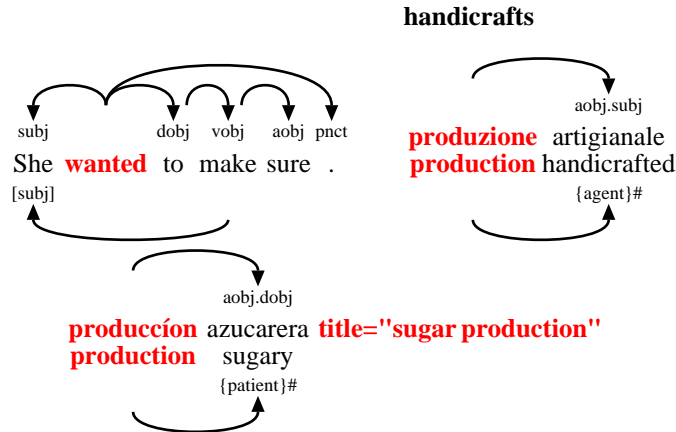 handicrafts
subj dobj vobj aobj pnct
She wanted to make sure .
[subj]
aobj.subj
produzione artigianale
production handicrafted
{agent}#
aobj.dobj
produccíon azucarera title="sugar production"
production sugary
{patient}#